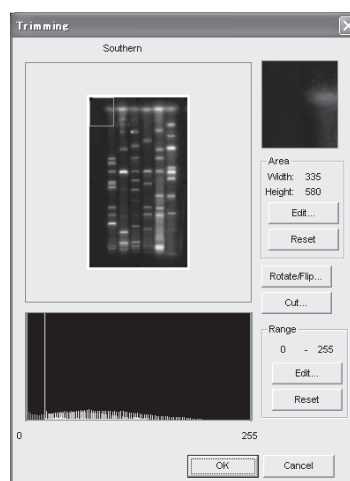 Trimming
Southern
Area
Width: 335
Height: 580
Edit...
Reset
Rotate/Flip...
Cut...
Range
0 - 255
Edit...
Reset
0 255
OK Cancel